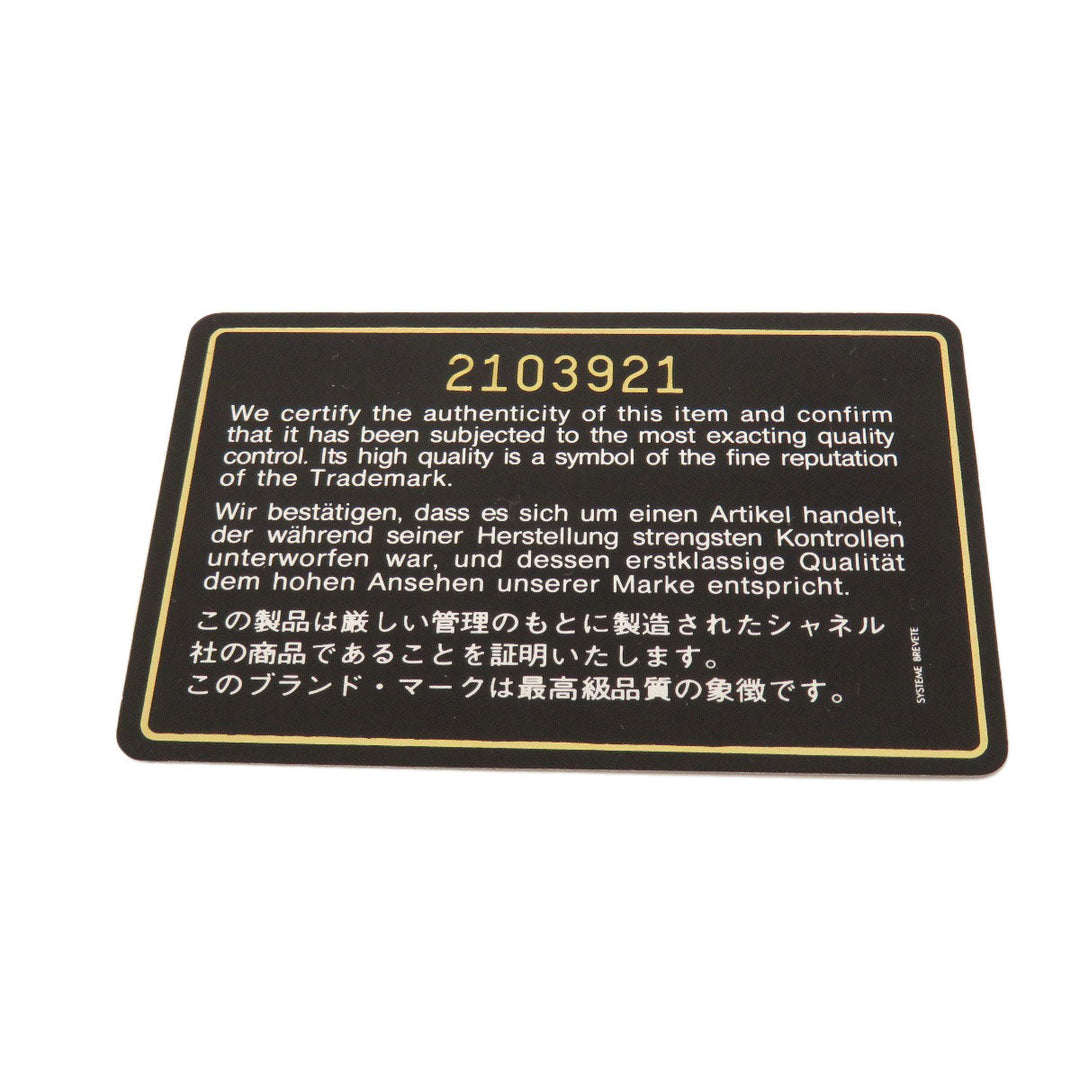 2103921
We certify the authenticity of this item and confirm
that it has been subjected to the most exacting quality
control. Its high quality is a symbol of the fine reputation
of the Trademark.
Wir bestätigen, dass es sich um einen Artikel handelt,
der während seiner Herstellung strengsten Kontrollen
unterworfen war, und dessen erstklassige Qualität
dem hohen Ansehen unserer Marke entspricht.
この製品は厳しい管理のもとに製造されたシャネル
社の商品であることを証明いたします。
このブランド・マークは最高級品質の象徴です。
SYSTEME BREVETE